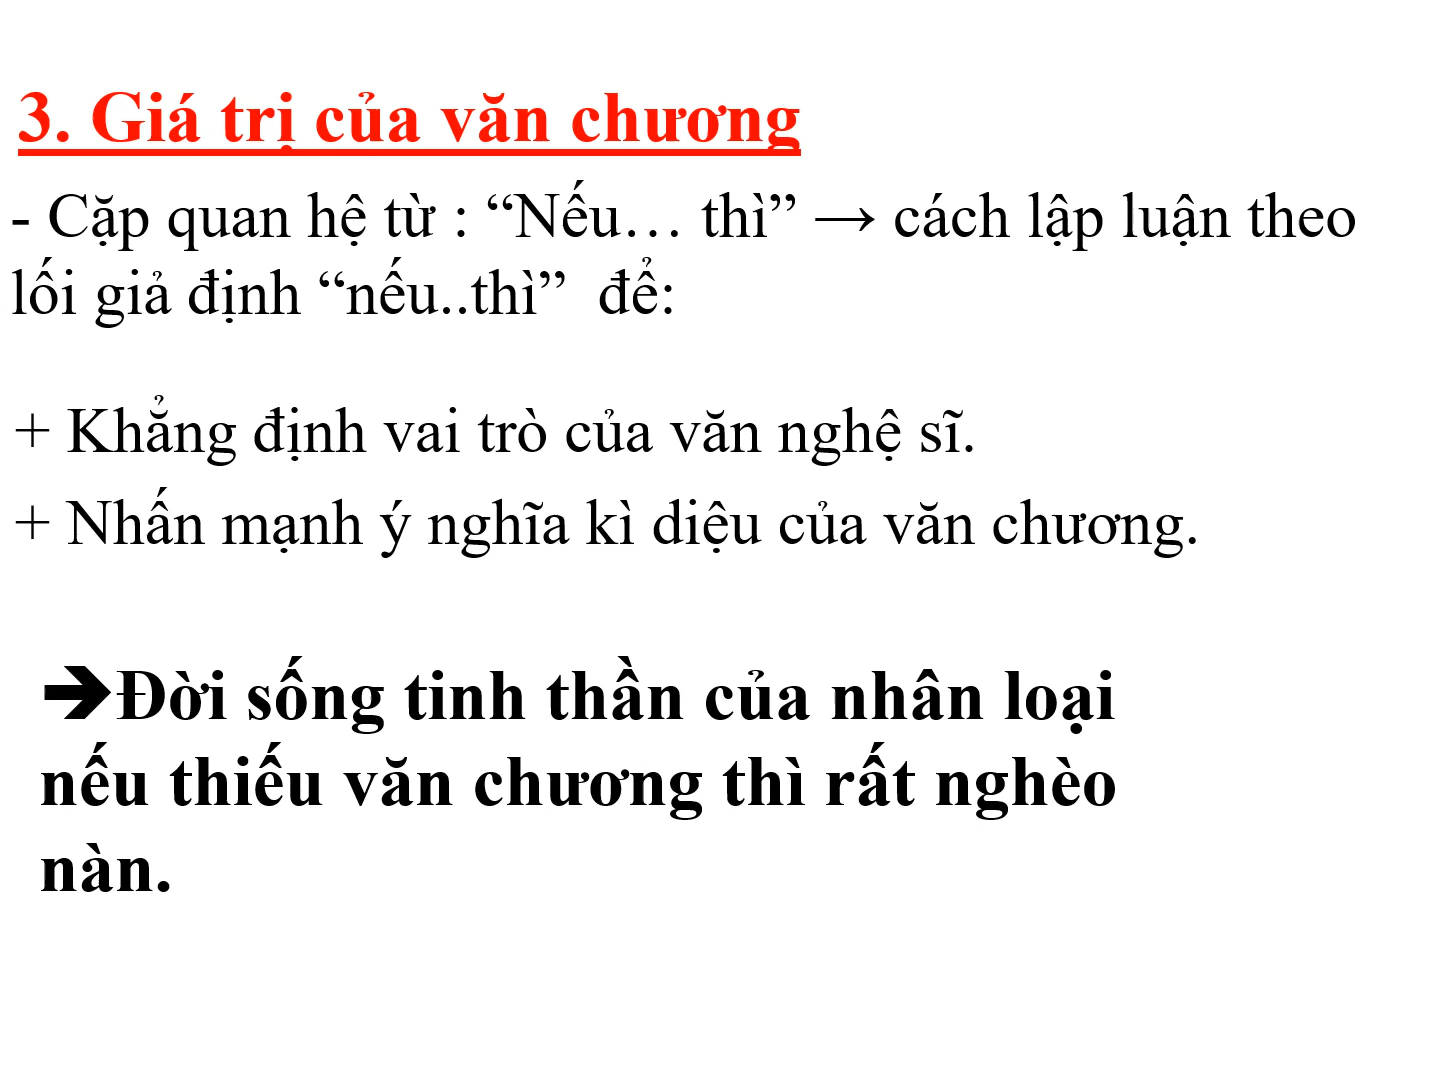 3. Giá trị của văn chương
- Cặp quan hệ từ : “Nếu… thì” → cách lập luận theo
lối giả định “nếu..thì”  để:
+ Khẳng định vai trò của văn nghệ sĩ.
+ Nhấn mạnh ý nghĩa kì diệu của văn chương.
➔Đời sống tinh thần của nhân loại
nếu thiếu văn chương thì rất nghèo
nàn.